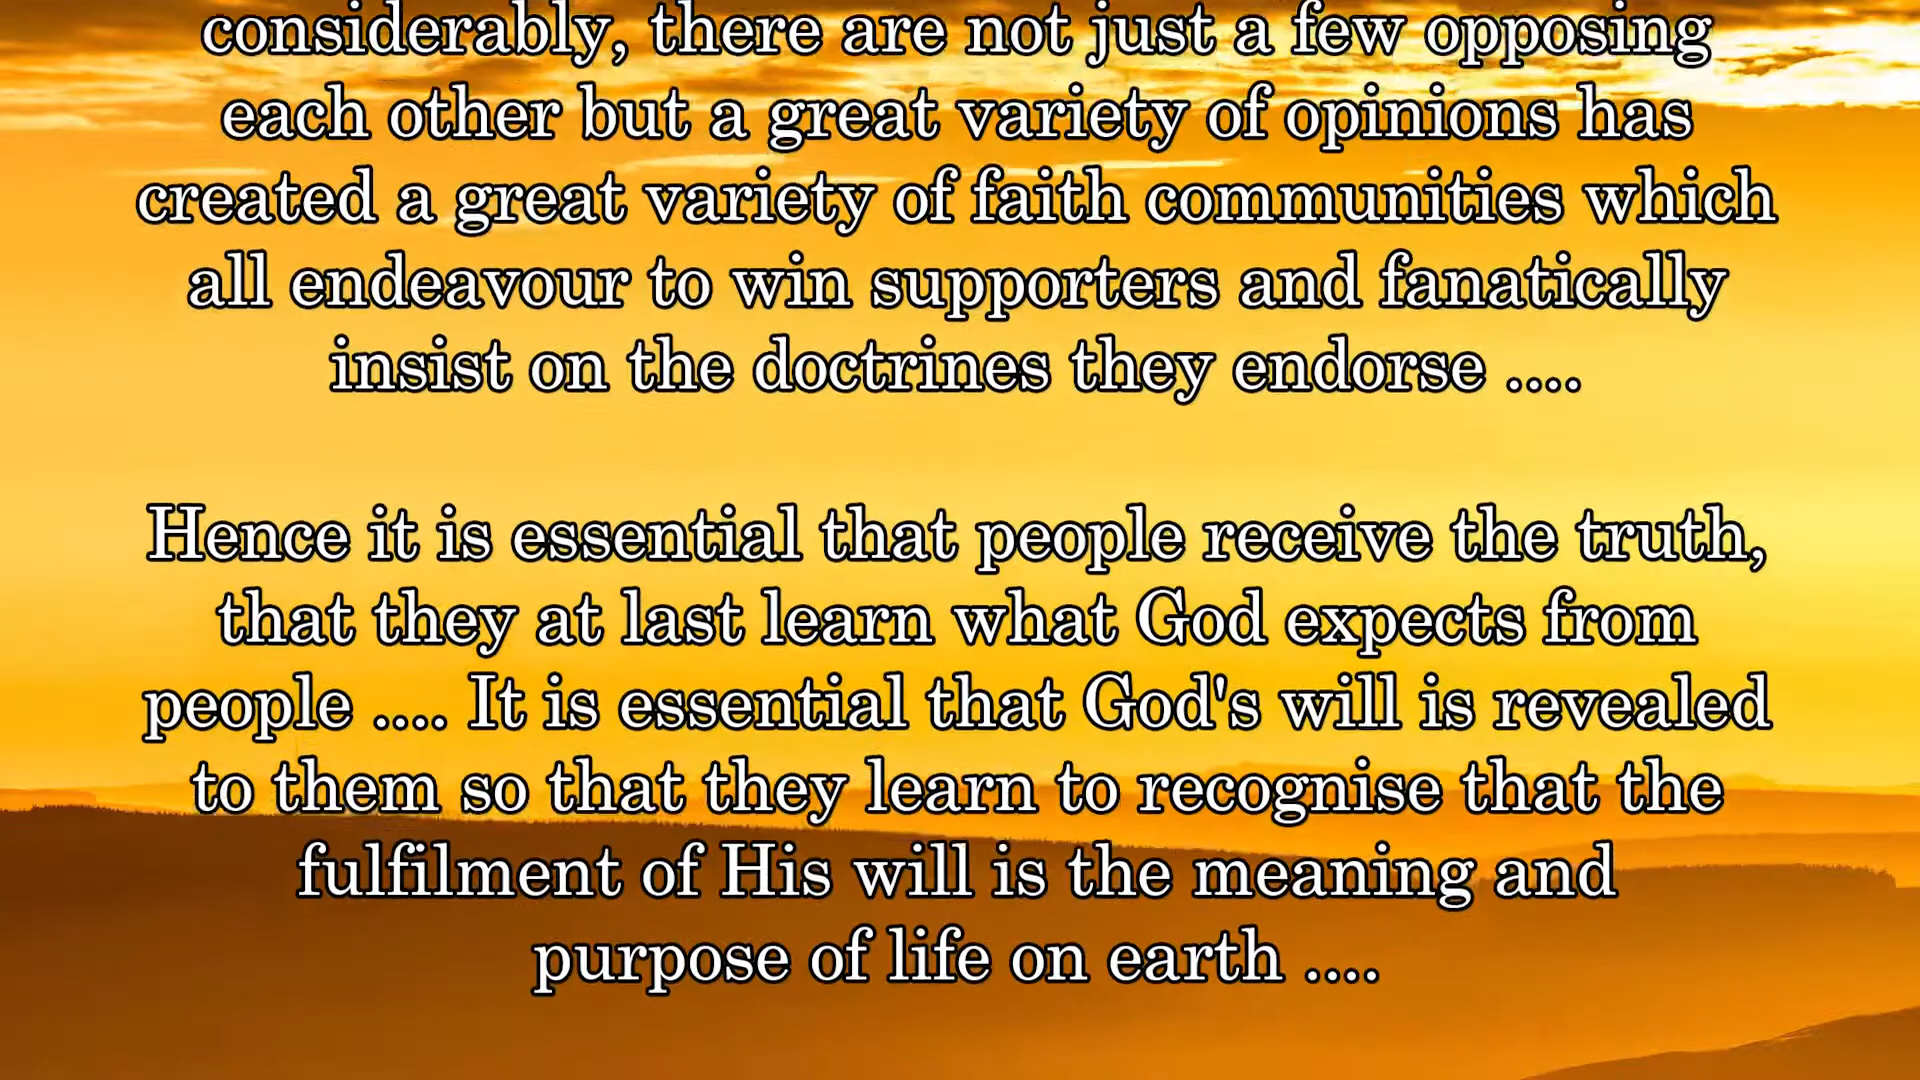 considerably, there are not just a few opposing
each other but a great variety of opinions has
created a great variety of faith communities which
all endeavour to win supporters and fanatically
insist on the doctrines they endorse ....
Hence it is essential that people receive the truth,
that they at last learn what God expects from
people .... It is essential that God's will is revealed
to them so that they learn to recognise that the
fulfilment of His will is the meaning and
purpose of life on earth ....